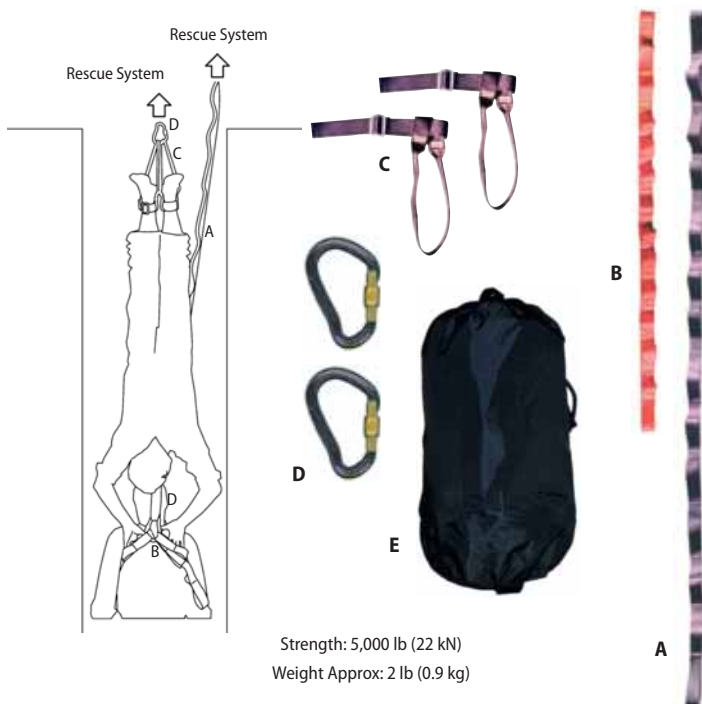 Rescue System
Rescue System
D
C
A
D
B
C
D
E
B
A
Strength: 5,000 lb (22 kN)
Weight Approx: 2 lb (0.9 kg)